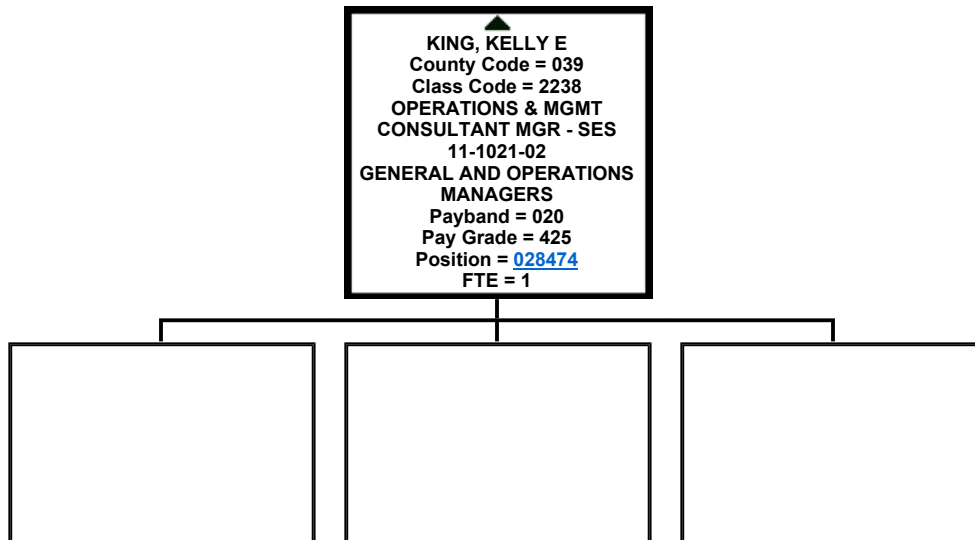 KING, KELLY E
County Code = 039
Class Code = 2238
OPERATIONS & MGMT
CONSULTANT MGR - SES
11-1021-02
GENERAL AND OPERATIONS
MANAGERS
Payband = 020
Pay Grade = 425
Position = 028474
FTE = 1